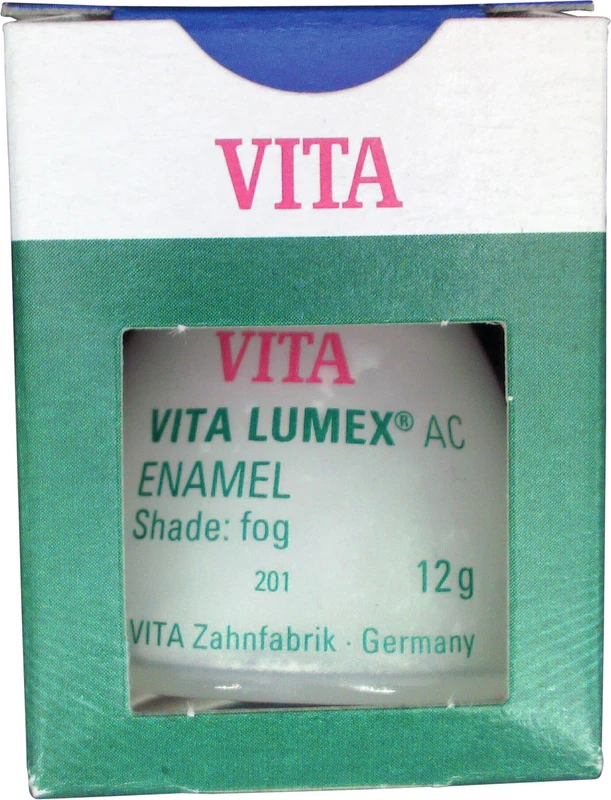 VITA
VITA
VITA LUMEX® AC
ENAMEL
Shade: fog
201 12g
VITA Zahnfabrik · Germany